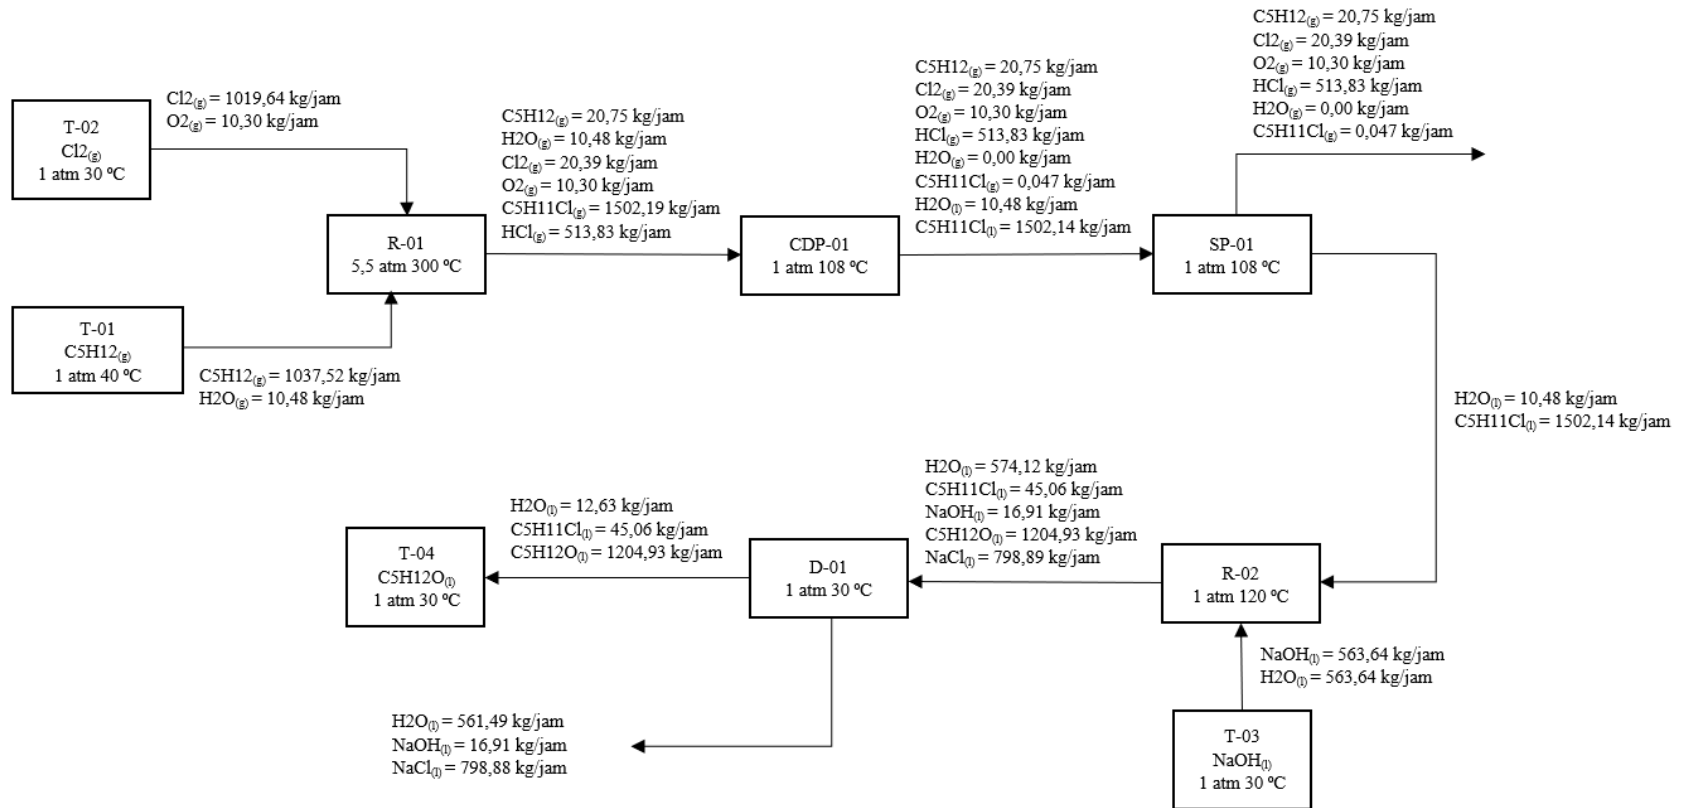 C5H12(g) = 20,75 kg/jam
Cl2(g) = 20,39 kg/jam
O2(g) = 10,30 kg/jam
HCl(g) = 513,83 kg/jam
H2O(g) = 0,00 kg/jam
C5H11Cl(g) = 0,047 kg/jam
T-02
Cl2(g)
1 atm 30 ⁰C
Cl2(g) = 1019,64 kg/jam
O2(g) = 10,30 kg/jam
C5H12(g) = 20,75 kg/jam
H2O(g) = 10,48 kg/jam
Cl2(g) = 20,39 kg/jam
O2(g) = 10,30 kg/jam
C5H11Cl(g) = 1502,19 kg/jam
HCl(g) = 513,83 kg/jam
C5H12(g) = 20,75 kg/jam
Cl2(g) = 20,39 kg/jam
O2(g) = 10,30 kg/jam
HCl(g) = 513,83 kg/jam
H2O(g) = 0,00 kg/jam
C5H11Cl(g) = 0,047 kg/jam
H2O(l) = 10,48 kg/jam
C5H11Cl(l) = 1502,14 kg/jam
R-01
5,5 atm 300 ⁰C
CDP-01
1 atm 108 ⁰C
SP-01
1 atm 108 ⁰C
T-01
C5H12(g)
1 atm 40 ⁰C
C5H12(g) = 1037,52 kg/jam
H2O(g) = 10,48 kg/jam
H2O(l) = 10,48 kg/jam
C5H11Cl(l) = 1502,14 kg/jam
H2O(l) = 12,63 kg/jam
C5H11Cl(l) = 45,06 kg/jam
C5H12O(l) = 1204,93 kg/jam
H2O(l) = 574,12 kg/jam
C5H11Cl(l) = 45,06 kg/jam
NaOH(l) = 16,91 kg/jam
C5H12O(l) = 1204,93 kg/jam
NaCl(l) = 798,89 kg/jam
T-04
C5H12O(l)
1 atm 30 ⁰C
D-01
1 atm 30 ⁰C
R-02
1 atm 120 ⁰C
NaOH(l) = 563,64 kg/jam
H2O(l) = 563,64 kg/jam
H2O(l) = 561,49 kg/jam
NaOH(l) = 16,91 kg/jam
NaCl(l) = 798,88 kg/jam
T-03
NaOH(l)
1 atm 30 ⁰C